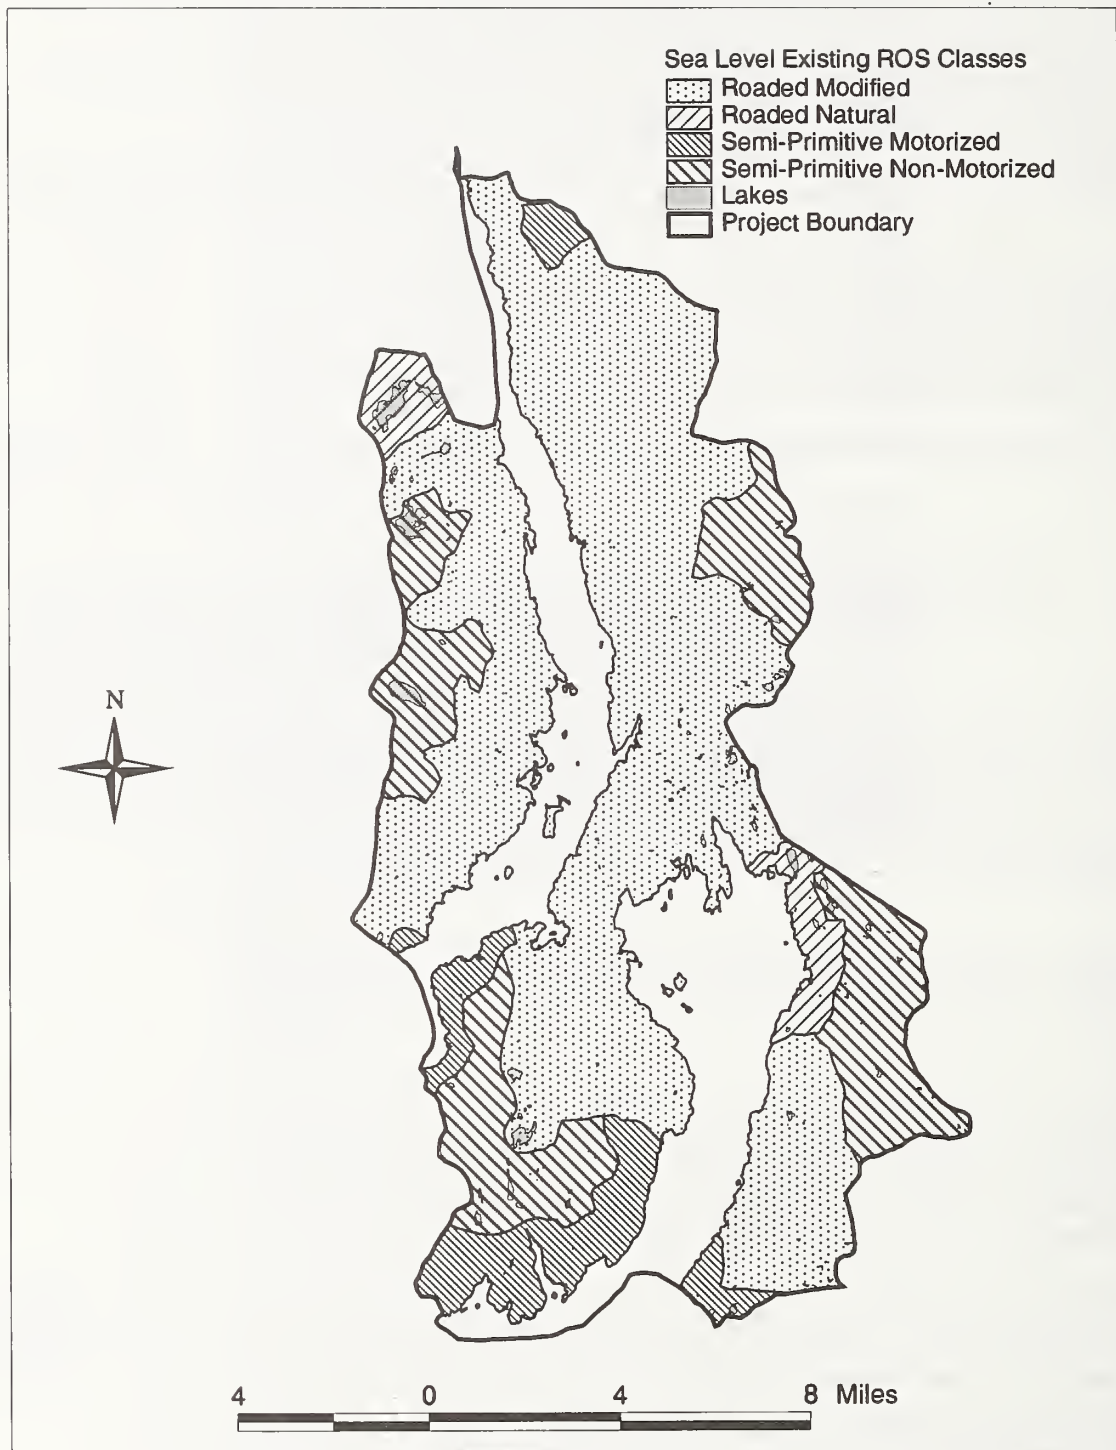 Sea Level Existing ROS Classes
Roaded Modified
Roaded Natural
Semi-Primitive Motorized
Semi-Primitive Non-Motorized
Lakes
Project Boundary
N
4 0 4 8 Miles